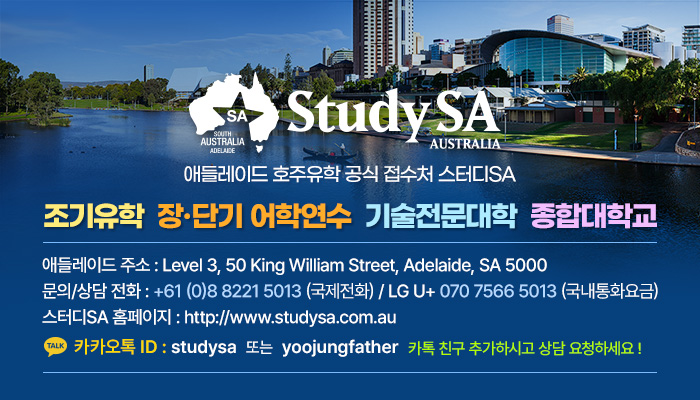 SA
SOUTH
AUSTRALIA
ADELAIDE
Study SA
AUSTRALIA
애들레이드 호주유학 공식 접수처 스터디SA
조기유학 장·단기 어학연수 기술전문대학 종합대학교
애들레이드 주소 : Level 3, 50 King William Street, Adelaide, SA 5000
문의/상담 전화 : +61 (0)8 8221 5013 (국제전화) / LG U+ 070 7566 5013 (국내통화요금)
스터디SA 홈페이지 : http://www.studysa.com.au
TALK 카카오톡 ID : studysa 또는 yoojungfather 카톡 친구 추가하시고 상담 요청하세요 !